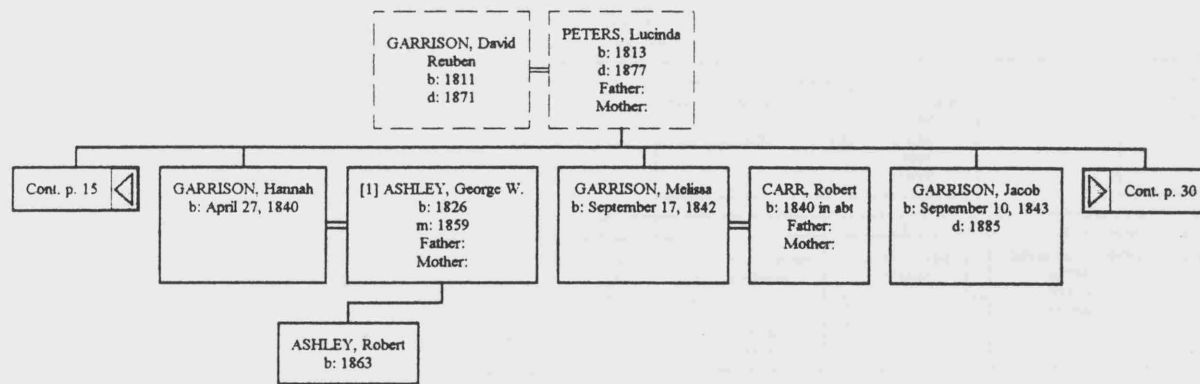 GARRISON, David
Reuben
b: 1811
d: 1871
PETERS, Lucinda
b: 1813
d: 1877
Father:
Mother:
Cont. p. 15
GARRISON, Hannah
b: April 27, 1840
[1] ASHLEY, George W.
b: 1826
m: 1859
Father:
Mother:
GARRISON, Melissa
b: September 17, 1842
CARR, Robert
b: 1840 in abt
Father:
Mother:
GARRISON, Jacob
b: September 10, 1843
d: 1885
Cont. p. 30
ASHLEY, Robert
b: 1863